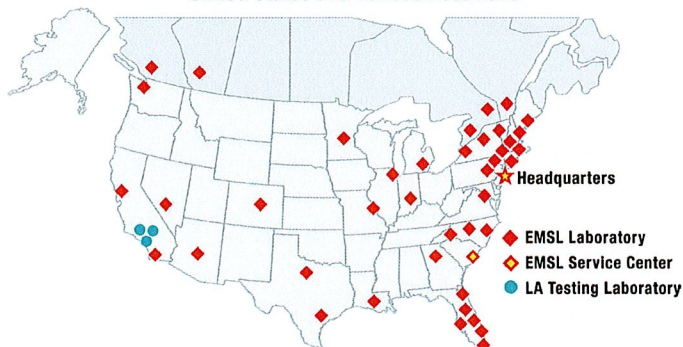 Headquarters
EMSL Laboratory
EMSL Service Center
LA Testing Laboratory